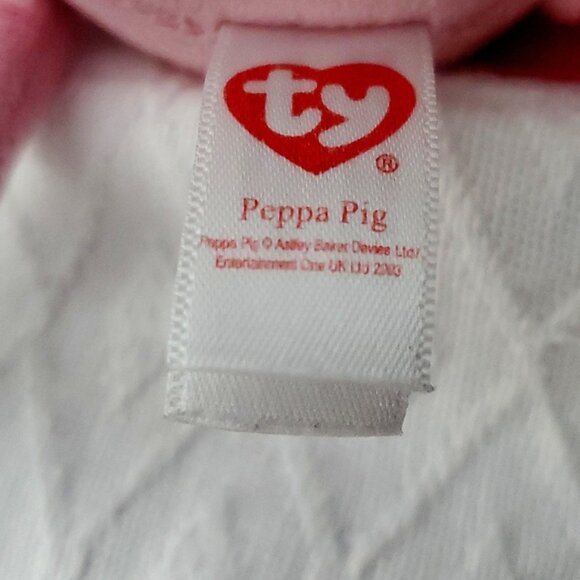 ty
®
Peppa Pig
Peppa Pig © Astley Baker Davies Ltd/
Entertainment One UK Ltd 2003